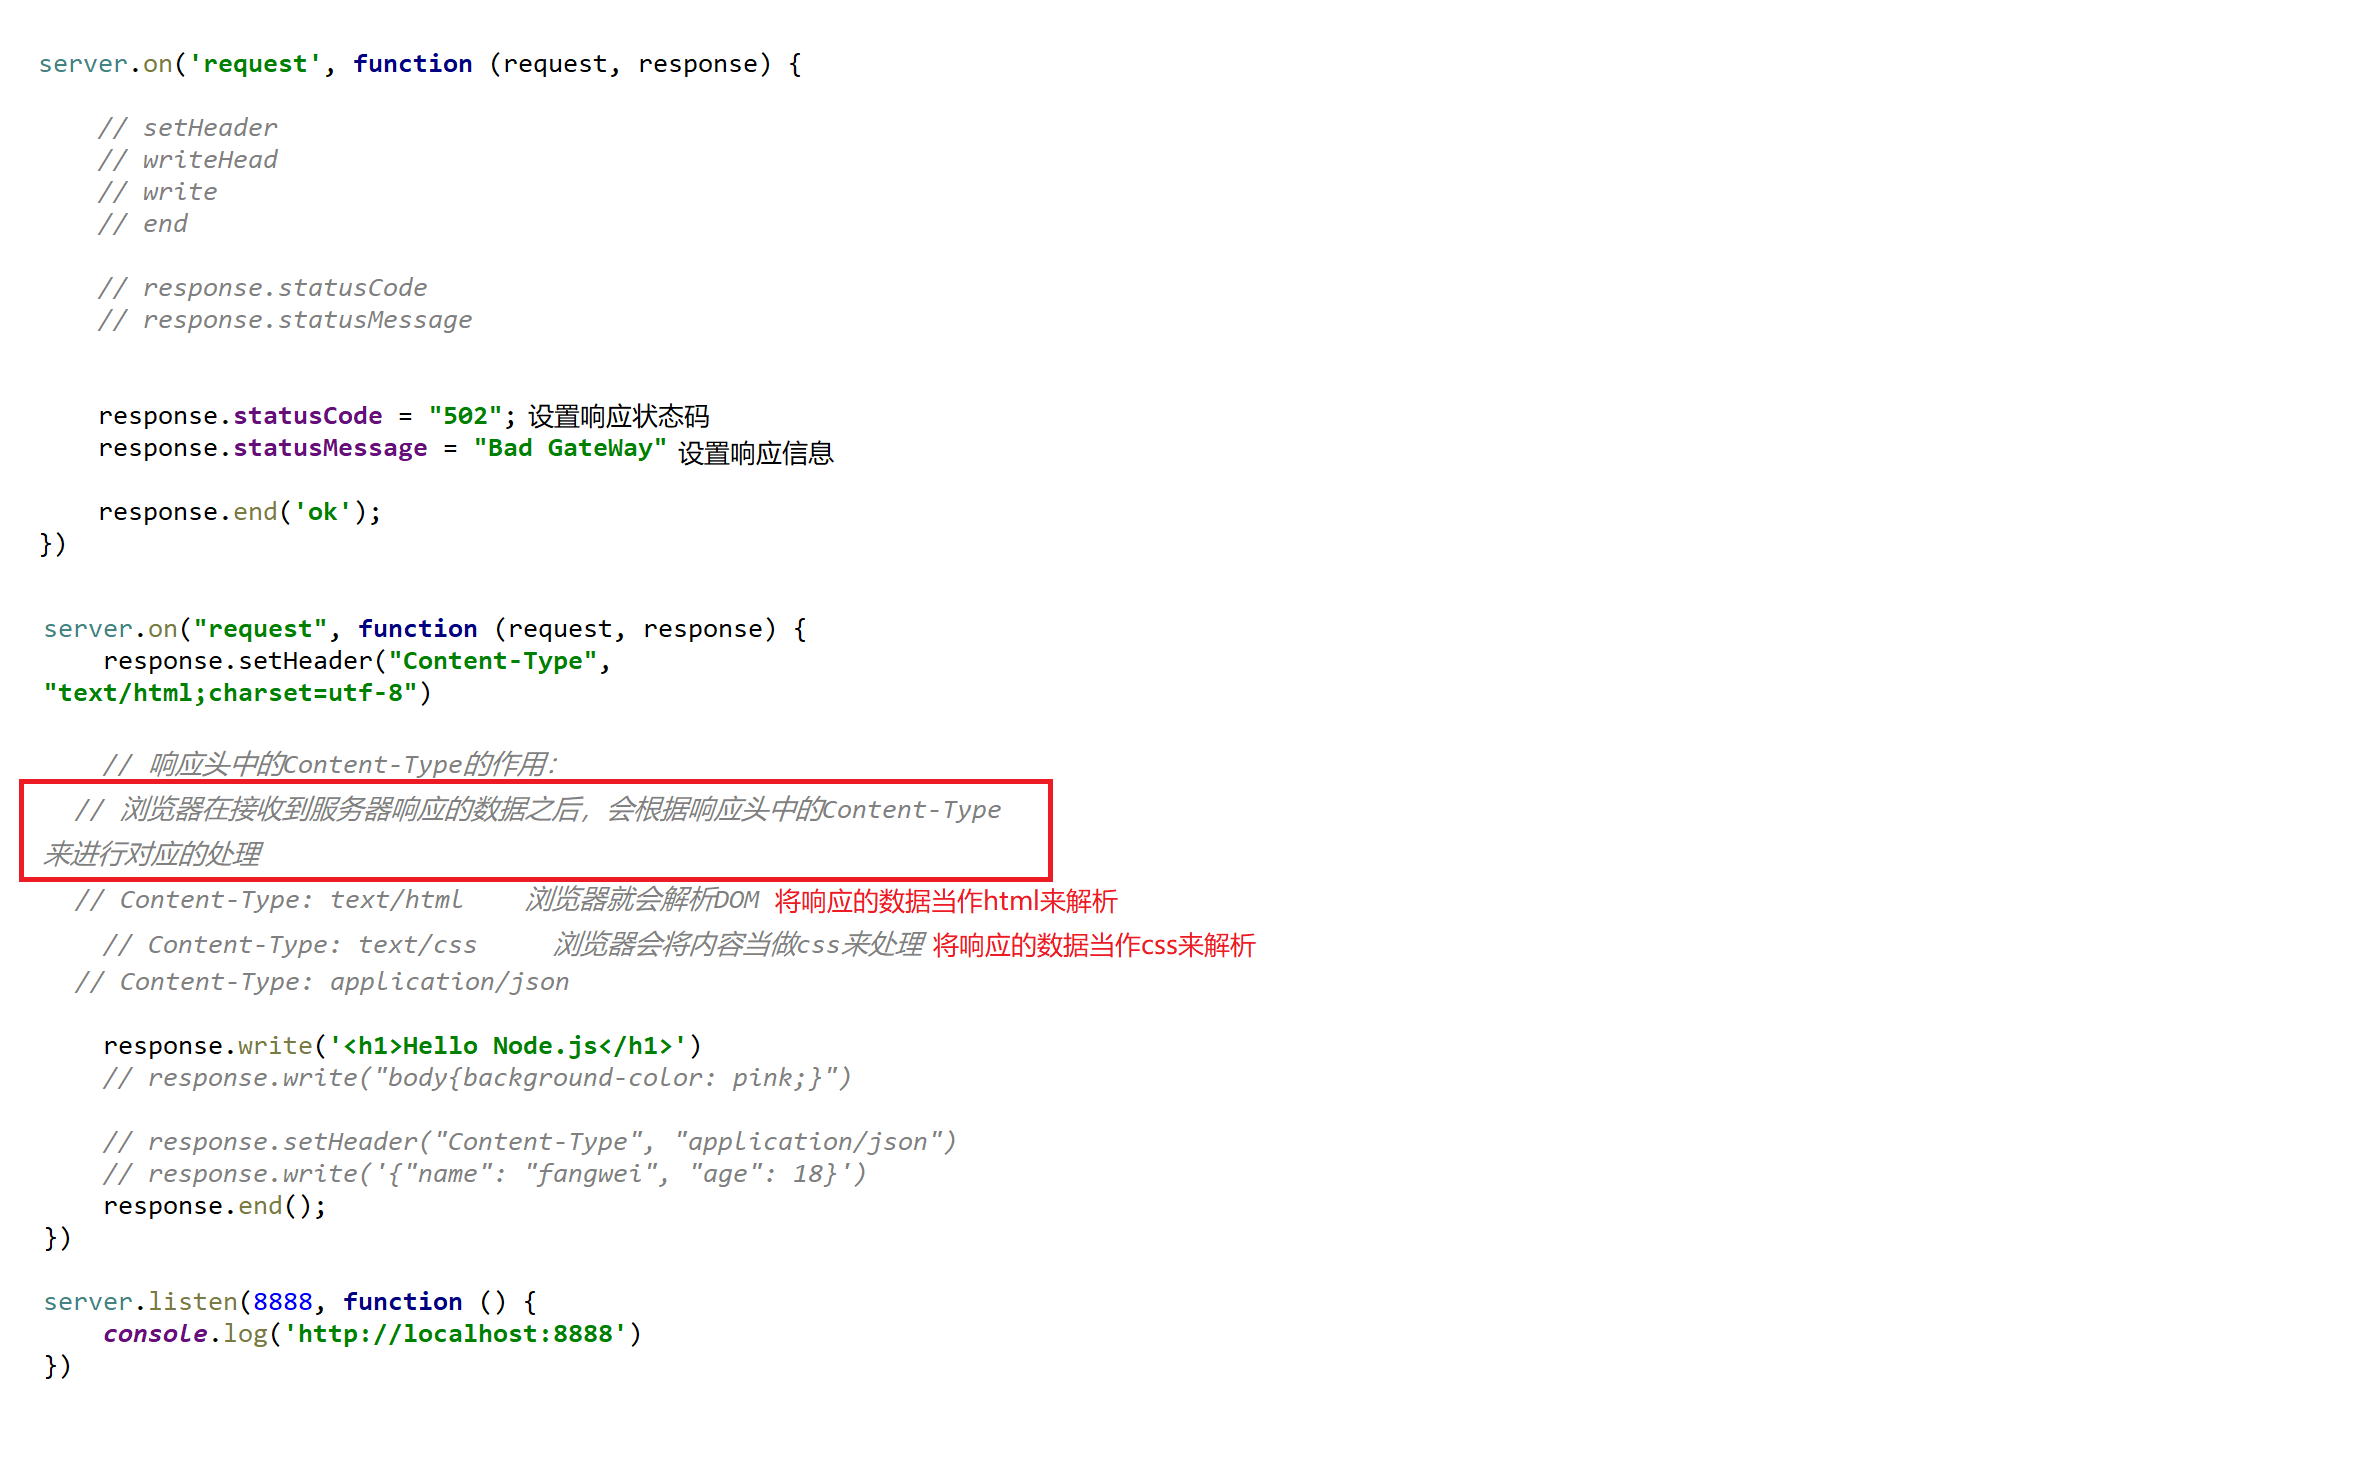 server.on('request', function (request, response) {
// setHeader
// writeHead
// write
// end
// response.statusCode
// response.statusMessage
response.statusCode = "502"; 设置响应状态码
response.statusMessage = "Bad GateWay" 设置响应信息
response.end('ok');
})
server.on("request", function (request, response) {
response.setHeader("Content-Type",
"text/html;charset=utf-8")
// 响应头中的Content-Type的作用：
// 浏览器在接收到服务器响应的数据之后，会根据响应头中的Content-Type
来进行对应的处理
// Content-Type: text/html 浏览器就会解析DOM 将响应的数据当作html来解析
// Content-Type: text/css 浏览器会将内容当做css来处理 将响应的数据当作css来解析
// Content-Type: application/json
response.write('<h1>Hello Node.js</h1>')
// response.write("body{background-color: pink;}")
// response.setHeader("Content-Type", "application/json")
// response.write('{"name": "fangwei", "age": 18}')
response.end();
})
server.listen(8888, function () {
console.log('http://localhost:8888')
})